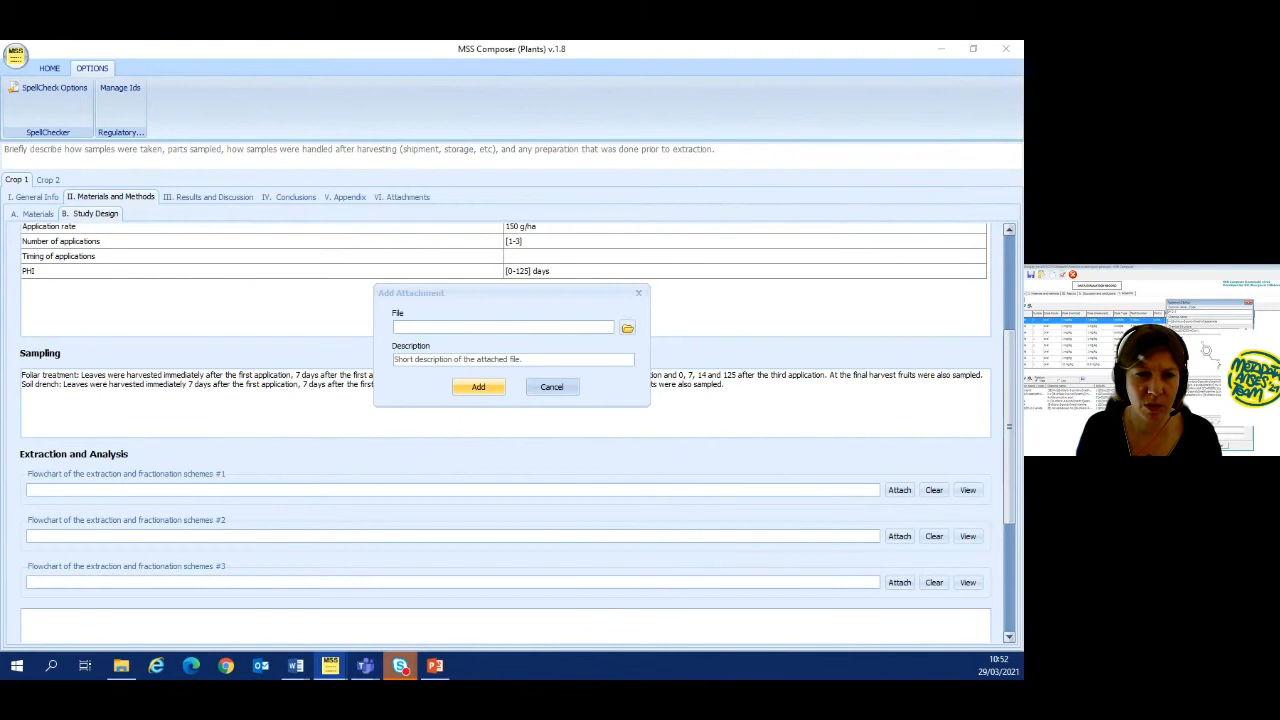 MSS Composer (Plants) v.1.8
MSS
HOME OPTIONS
SpellCheck Options Manage Ids
SpellChecker Regulatory...
Briefly describe how samples were taken, parts sampled, how samples were handled after harvesting (shipment, storage, etc), and any preparation that was done prior to extraction.
Crop 1 Crop 2
I. General Info II. Materials and Methods III. Results and Discussion IV. Conclusions V. Appendix VI. Attachments
A. Materials B. Study Design
Application rate 150 g/ha
Number of applications [1-3]
Timing of applications
PHI [0-125] days
Add Attachment
File
Description
Short description of the attached file.
Add Cancel
Sampling
Foliar treatment: Leaves were harvested immidiately after the first application, 7 days a and 0, 7, 14 and 125 after third application. At the final harvest fruits were also sampled.
Soil drench: Leaves were harvested immediately 7 days after the first application, 7 days after the first ts were also sampled.
Extraction and Analysis
Flowchart of the extraction and fractionation schemes #1
Attach Clear View
Flowchart of the extraction and fractionation schemes #2
Attach Clear View
Flowchart of the extraction and fractionation schemes #3
Attach Clear View
10:52
29/03/2021
METADATA
TEAM